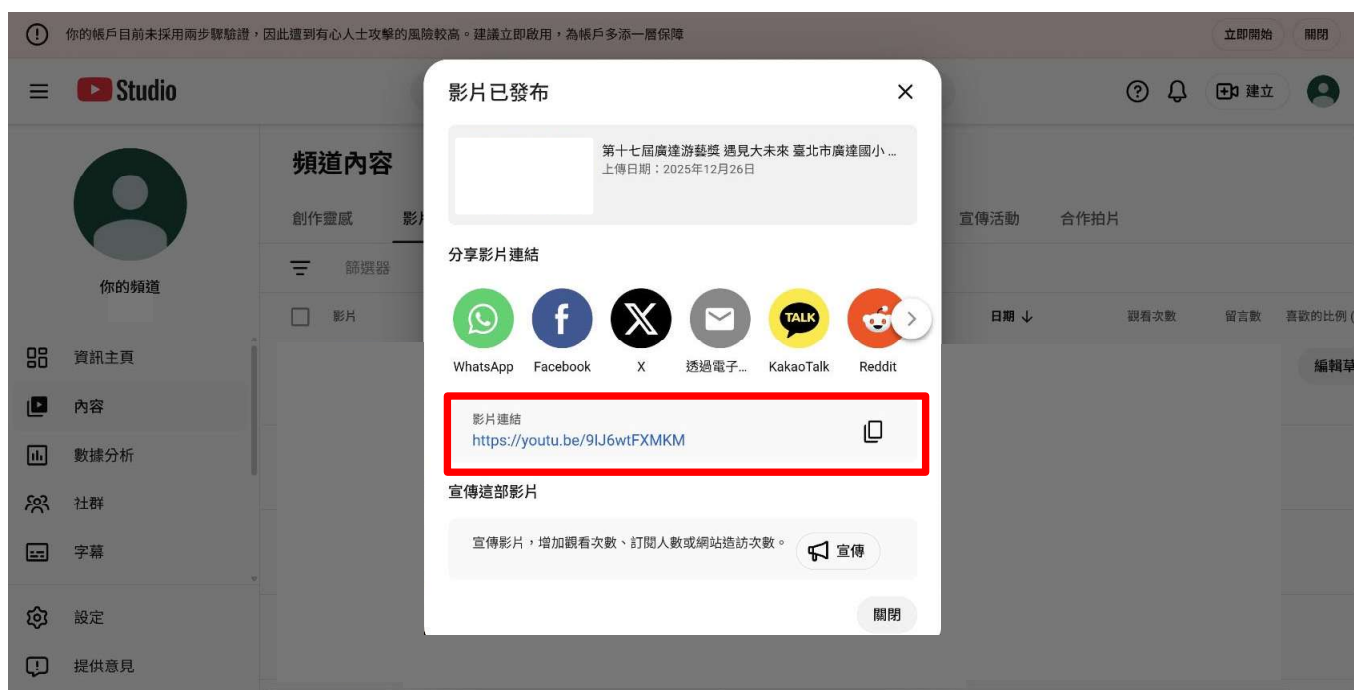 你的帳戶目前未採用兩步驟驗證，因此遭到有心人士攻擊的風險較高。建議立即啟用，為帳戶多添一層保障
立即開始
關閉
Studio
建立
影片已發布
第十七屆廣達游藝獎 遇見大未來 臺北市廣達國小 ...
上傳日期：2025年12月26日
頻道內容
創作靈感
宣傳活動
合作拍片
分享影片連結
篩選器
你的頻道
影片
日期
觀看次數
留言數
喜歡的比例 (
TALK
WhatsApp
Facebook
X
透過電子...
KakaoTalk
Reddit
資訊主頁
內容
數據分析
社群
字幕
設定
提供意見
編輯草
影片連結
https://youtu.be/9IJ6wtFXMKM
宣傳這部影片
宣傳影片，增加觀看次數、訂閱人數或網站造訪次數。
宣傳
關閉